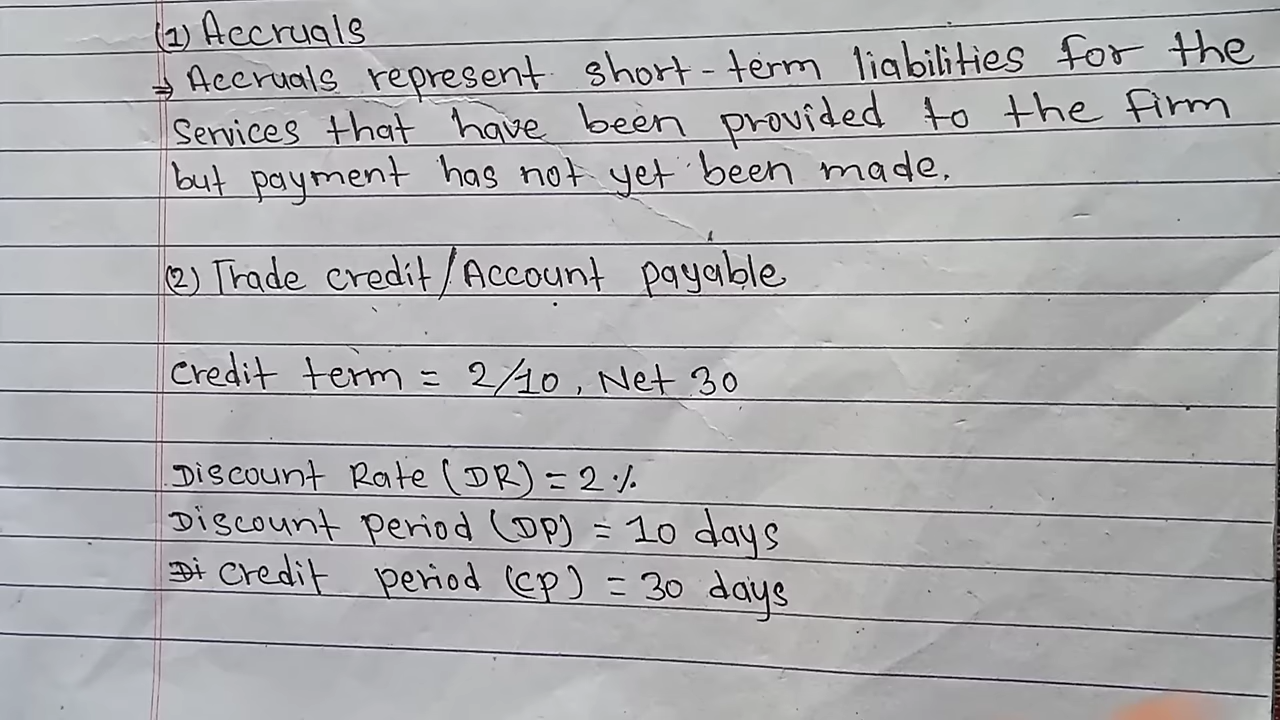 (1) Accruals
⇒ Accruals represent short-term liabilities for the
Services that have been provided to the firm
but payment has not yet been made.
(2) Trade credit/Account payable
Credit term = 2/10, Net 30
Discount Rate (DR) = 2%
Discount period (DP) = 10 days
Di credit period (CP) = 30 days